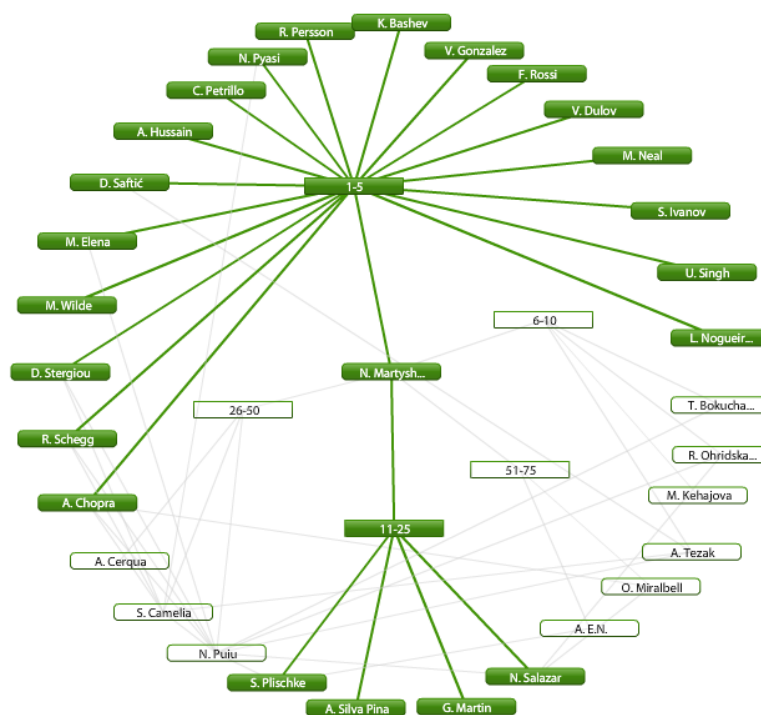 K. Bashev
R. Persson
V. Gonzalez
N. Pyasi
F. Rossi
C. Petrillo
V. Dulov
A. Hussain
M. Neal
D. Saftić
1-5
S. Ivanov
M. Elena
U. Singh
M. Wilde
6-10
L. Nogueir...
D. Stergiou
N. Martysh...
T. Bokucha...
26-50
R. Schegg
R. Ohridska...
51-75
M. Kehajova
A. Chopra
11-25
A. Tezak
A. Cerqua
O. Miralbell
S. Camelia
A. E.N.
N. Puiu
N. Salazar
S. Plischke
A. Silva Pina
G. Martin